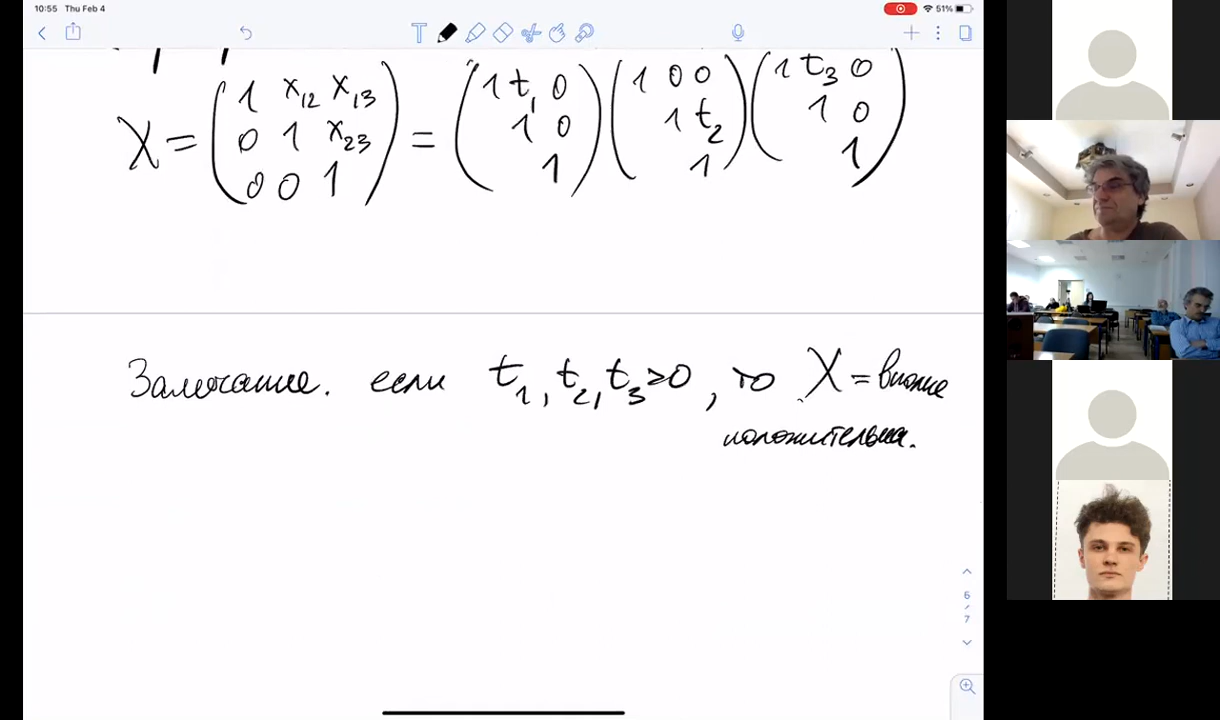 10:55 Thu Feb 4
51%
X = ( 1 x₁₂ x₁₃ ; 0 1 x₂₃ ; 0 0 1 ) = ( 1 t₁ 0 ; 1 0 ; 1 ) ( 1 0 0 ; 1 t₂ ; 1 ) ( 1 t₃ 0 ; 1 0 ; 1 )
Замечание. если t₁, t₂, t₃ >0, то X = вполне
положительна.
6
/
7